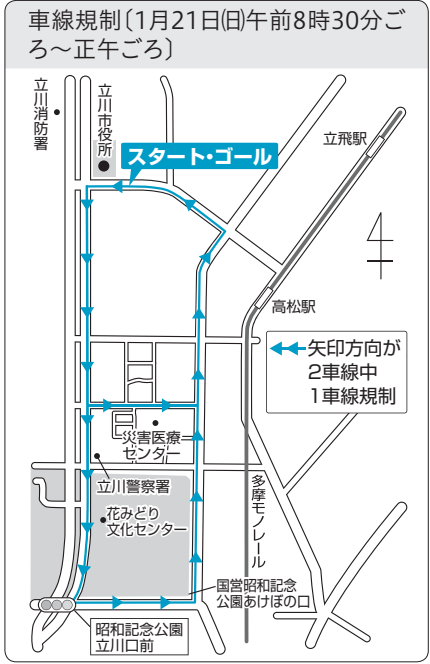 車線規制〔1月21日㈰午前8時30分ご
ろ～正午ごろ〕
立川消防署
立川市役所
スタート・ゴール
立飛駅
高松駅
矢印方向が
2車線中
1車線規制
災害医療
センター
立川警察署
花みどり
文化センター
多摩モノレール
国営昭和記念
公園あけぼの口
昭和記念公園
立川口前